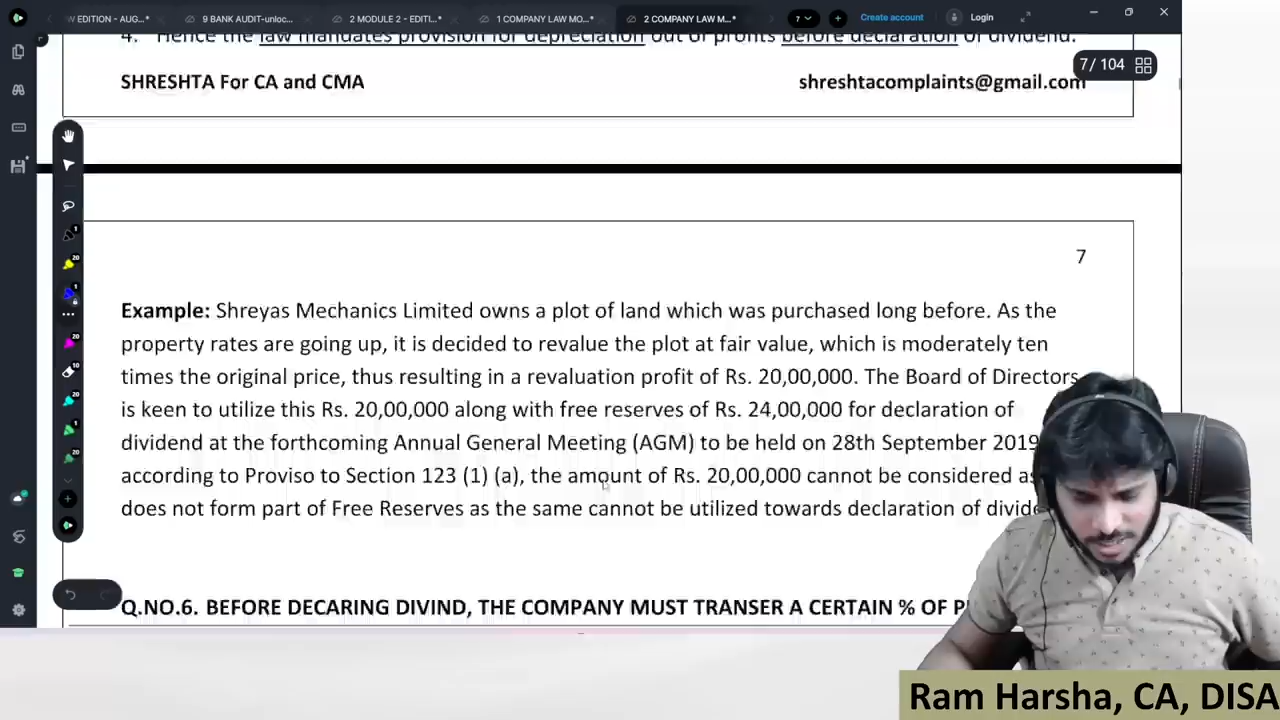 W EDITION - AUG...*
9 BANK AUDIT-unloc...
2 MODULE 2 - EDITI...*
1 COMPANY LAW MO...*
2 COMPANY LAW M...*
7
Create account
Login
4. Hence the law mandates provision for depreciation out of profits before declaration of dividend.
7 / 104
SHRESHTA For CA and CMA
shreshtacomplaints@gmail.com
7
Example: Shreyas Mechanics Limited owns a plot of land which was purchased long before. As the
property rates are going up, it is decided to revalue the plot at fair value, which is moderately ten
times the original price, thus resulting in a revaluation profit of Rs. 20,00,000. The Board of Directors
is keen to utilize this Rs. 20,00,000 along with free reserves of Rs. 24,00,000 for declaration of
dividend at the forthcoming Annual General Meeting (AGM) to be held on 28th September 2019
according to Proviso to Section 123 (1) (a), the amount of Rs. 20,00,000 cannot be considered as
does not form part of Free Reserves as the same cannot be utilized towards declaration of divide
Q.NO.6. BEFORE DECARING DIVIND, THE COMPANY MUST TRANSER A CERTAIN % OF P
Ram Harsha, CA, DISA